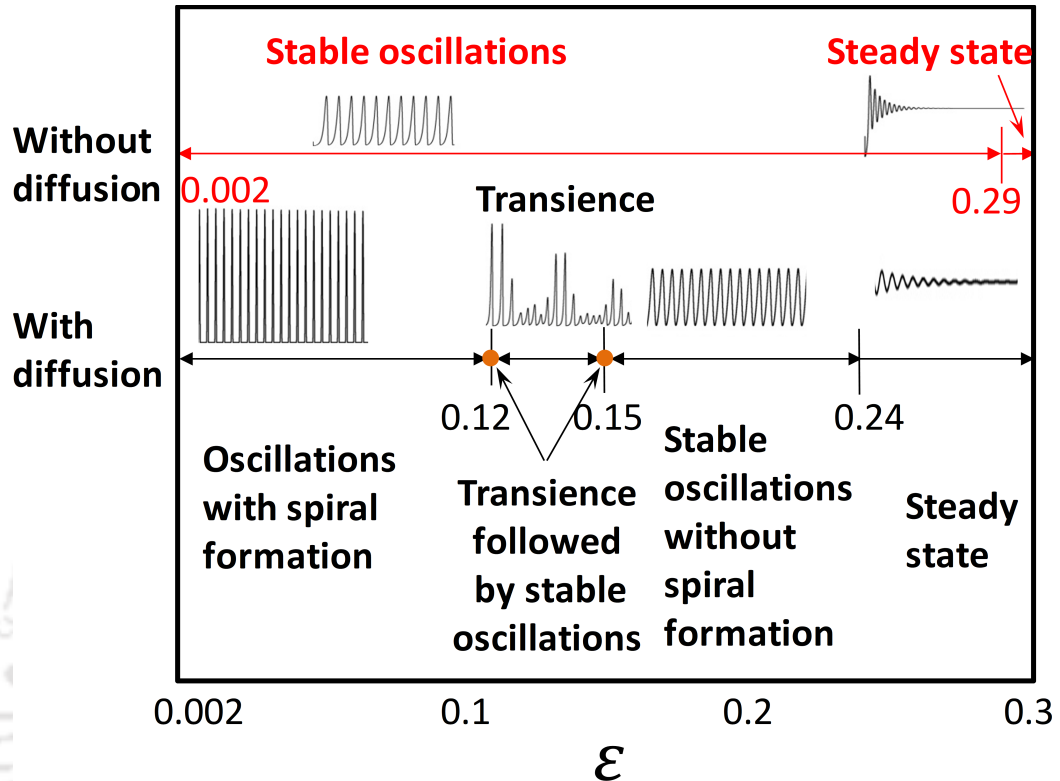 Stable oscillations
Steady state
Without
diffusion
0.002
0.29
Transience
With
diffusion
0.12
0.15
0.24
Oscillations
with spiral
formation
Transience
followed
by stable
oscillations
Stable
oscillations
without
spiral
formation
Steady
state
0.002
0.1
0.2
0.3
ε